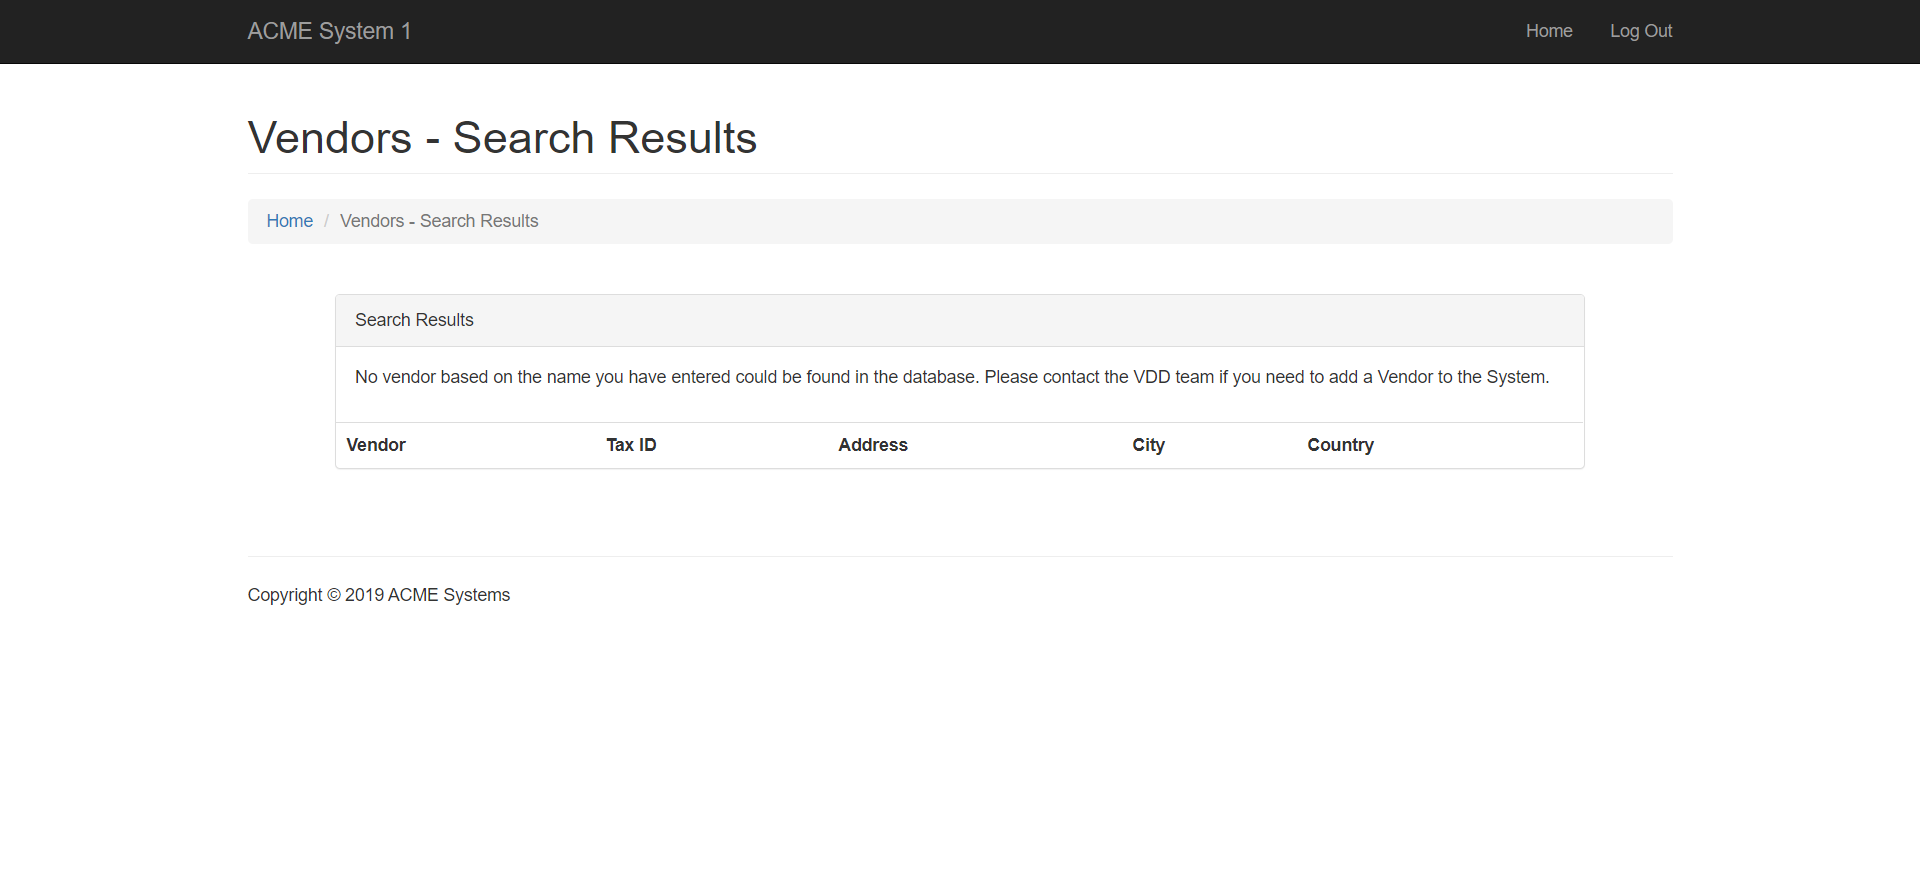 ACME System 1
Home
Log Out
Vendors - Search Results
Home / Vendors - Search Results
Search Results
No vendor based on the name you have entered could be found in the database. Please contact the VDD team if you need to add a Vendor to the System.
Vendor Tax ID Address City Country
Copyright © 2019 ACME Systems